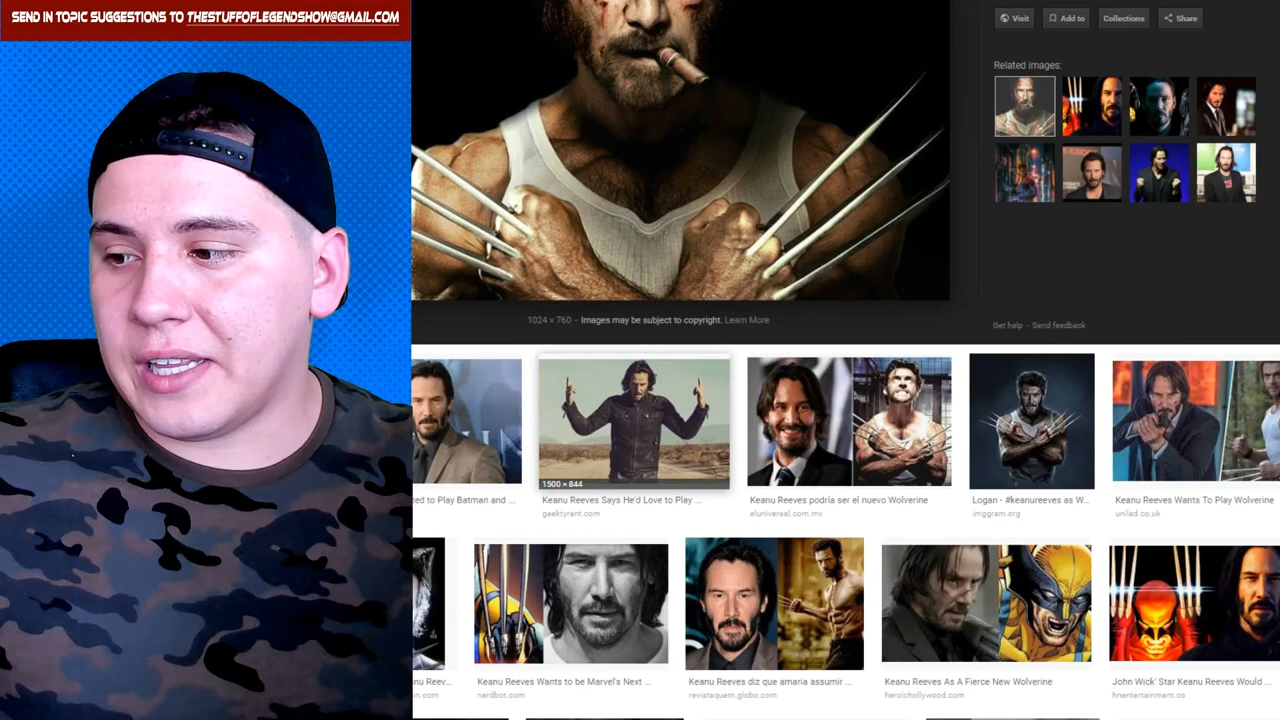 SEND IN TOPIC SUGGESTIONS TO THESTUFFOFLEGENDSHOW@GMAIL.COM
Visit
Add to
Collections
Share
Related images:
1024 × 760 - Images may be subject to copyright. Learn More
Get help - Send feedback
1500 × 844
ted to Play Batman and ...
Keanu Reeves Says He'd Love to Play ...
geektyrant.com
Keanu Reeves podría ser el nuevo Wolverine
eluniversal.com.mx
Logan - #keanureeves as W...
imggram.org
Keanu Reeves Wants To Play Wolverine
unilad.co.uk
nu Reev...
n.com
Keanu Reeves Wants to be Marvel's Next ...
nerdbot.com
Keanu Reeves diz que amaria assumir ...
revistaquem.globo.com
Keanu Reeves As A Fierce New Wolverine
heroichollywood.com
John Wick' Star Keanu Reeves Would ...
hnentertainment.co